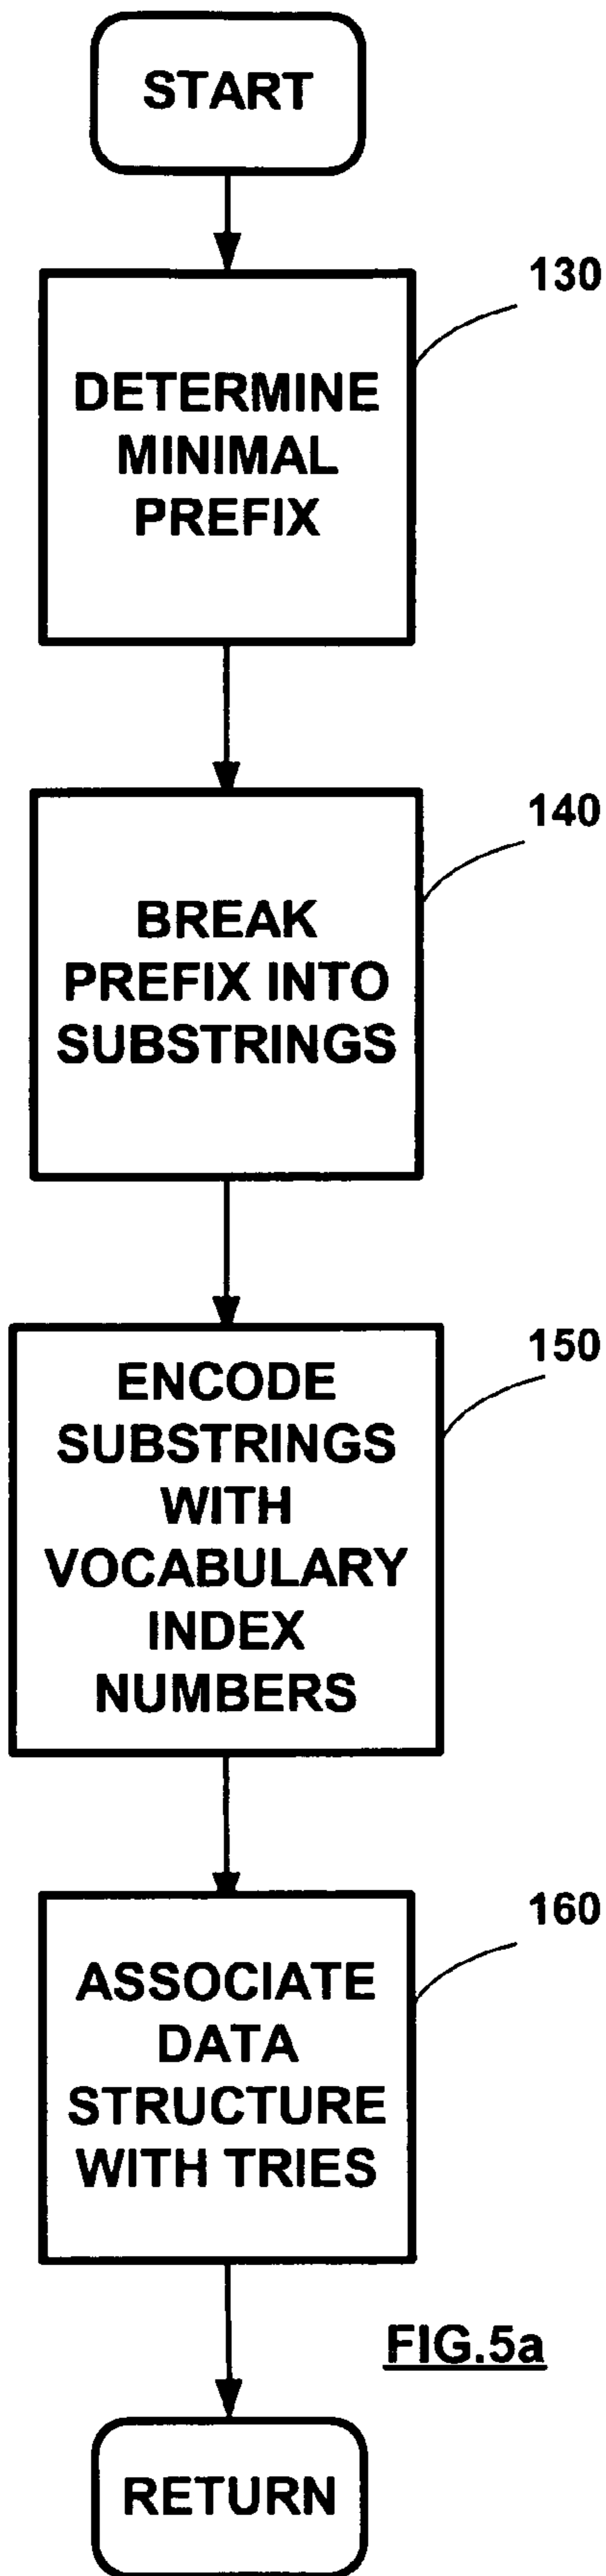 START
130
DETERMINE
MINIMAL
PREFIX
140
BREAK
PREFIX INTO
SUBSTRINGS
150
ENCODE
SUBSTRINGS
WITH
VOCABULARY
INDEX
NUMBERS
160
ASSOCIATE
DATA
STRUCTURE
WITH TRIES
FIG.5a
RETURN